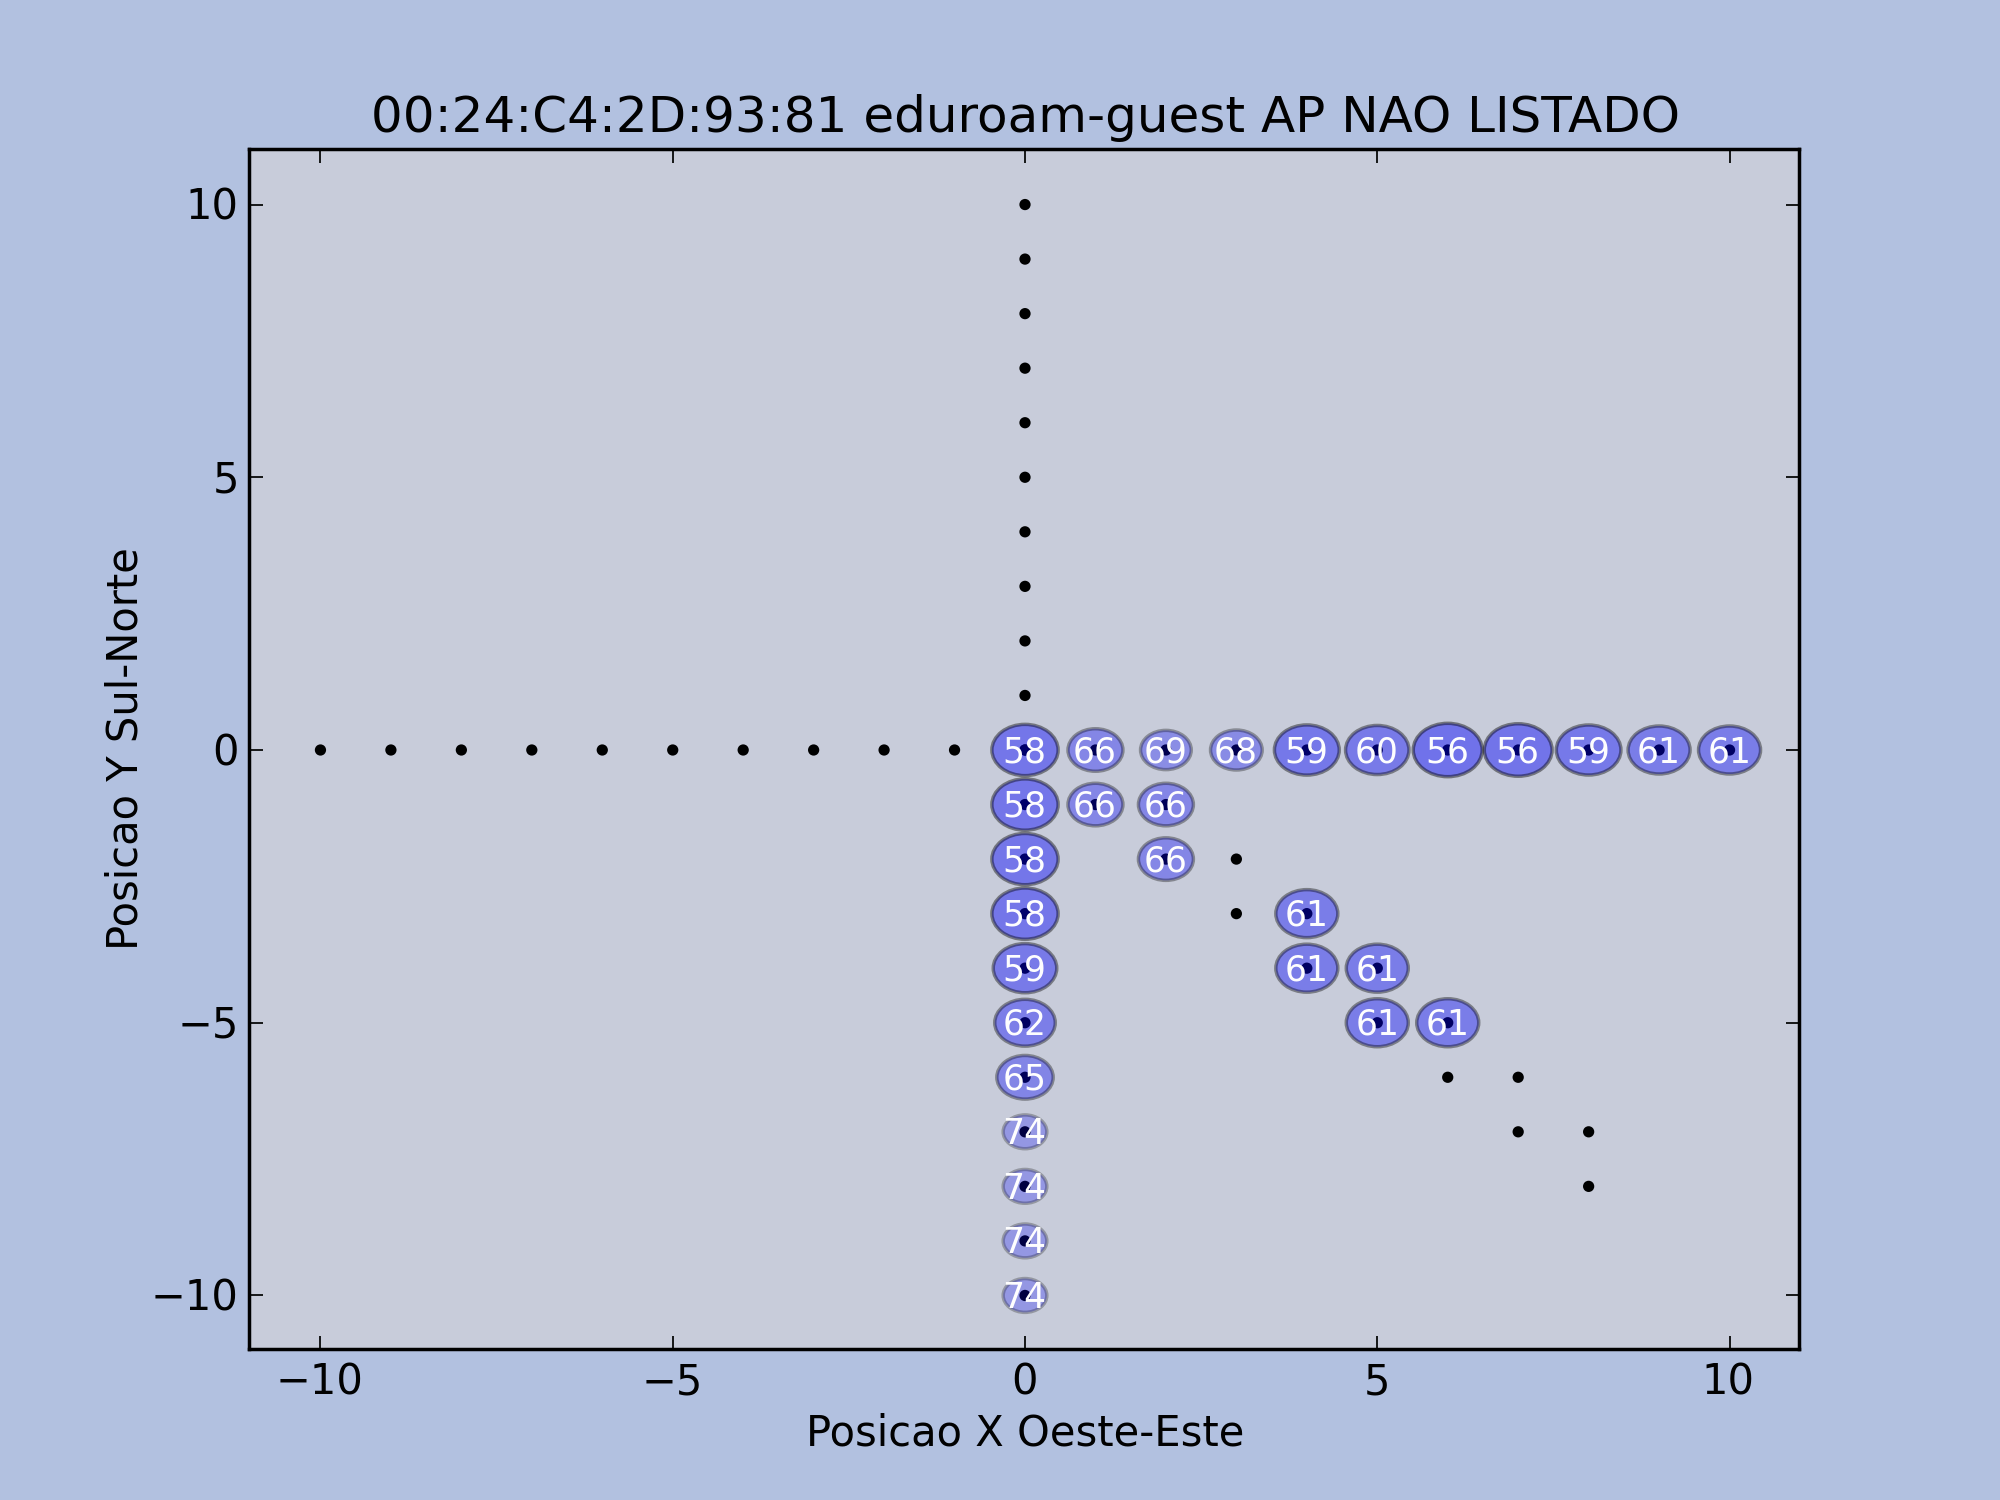 00:24:C4:2D:93:81 eduroam-guest AP NAO LISTADO
10
5
Posicao Y Sul-Norte
0 58 66 69 68 59 60 56 56 59 61 61
58 66 66
58 66
58 61
59 61 61
−5 62 61 61
65
74
74
74
−10 74
−10 −5 0 5 10
Posicao X Oeste-Este